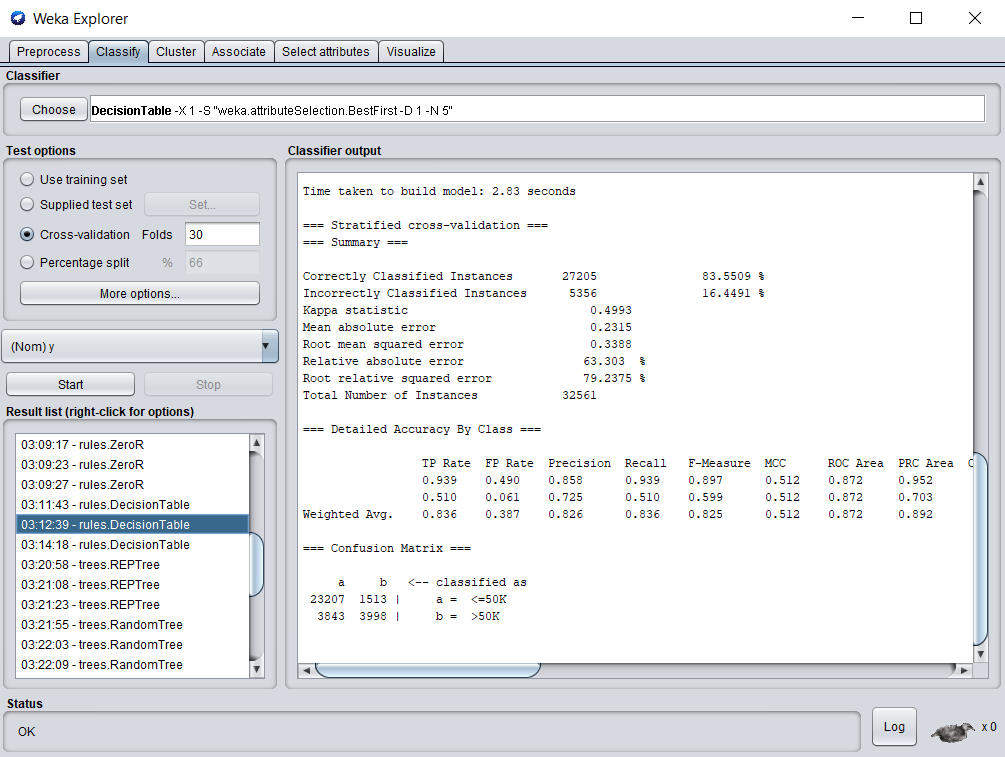 Weka Explorer
Preprocess Classify Cluster Associate Select attributes Visualize
Classifier
Choose DecisionTable -X 1 -S "weka.attributeSelection.BestFirst -D 1 -N 5"
Test options
Use training set
Supplied test set Set...
Cross-validation Folds 30
Percentage split % 66
More options...
(Nom) y
Start Stop
Result list (right-click for options)
03:09:17 - rules.ZeroR
03:09:23 - rules.ZeroR
03:09:27 - rules.ZeroR
03:11:43 - rules.DecisionTable
03:12:39 - rules.DecisionTable
03:14:18 - rules.DecisionTable
03:20:58 - trees.REPTree
03:21:08 - trees.REPTree
03:21:23 - trees.REPTree
03:21:55 - trees.RandomTree
03:22:03 - trees.RandomTree
03:22:09 - trees.RandomTree
Classifier output
Time taken to build model: 2.83 seconds
=== Stratified cross-validation ===
=== Summary ===
Correctly Classified Instances 27205 83.5509 %
Incorrectly Classified Instances 5356 16.4491 %
Kappa statistic 0.4993
Mean absolute error 0.2315
Root mean squared error 0.3388
Relative absolute error 63.303 %
Root relative squared error 79.2375 %
Total Number of Instances 32561
=== Detailed Accuracy By Class ===
TP Rate FP Rate Precision Recall F-Measure MCC ROC Area PRC Area
0.939 0.490 0.858 0.939 0.897 0.512 0.872 0.952
0.510 0.061 0.725 0.510 0.599 0.512 0.872 0.703
Weighted Avg. 0.836 0.387 0.826 0.836 0.825 0.512 0.872 0.892
=== Confusion Matrix ===
a b <-- classified as
23207 1513 | a = <=50K
3843 3998 | b = >50K
Status
OK
Log x 0